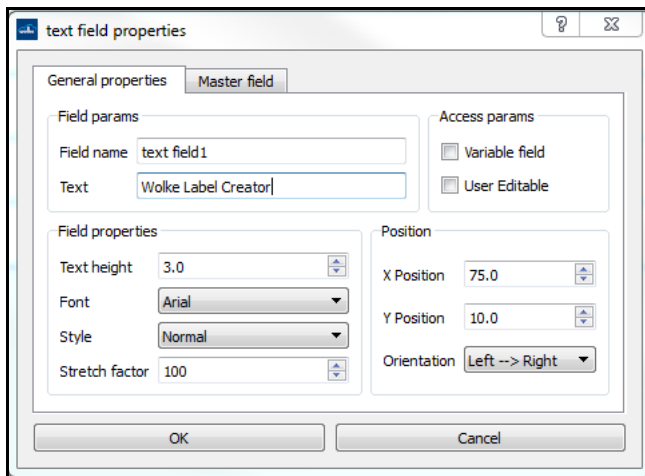 text field properties
General properties
Master field
Field params
Field name text field1
Text Wolke Label Creator
Access params
Variable field
User Editable
Field properties
Text height 3.0
Font Arial
Style Normal
Stretch factor 100
Position
X Position 75.0
Y Position 10.0
Orientation Left --> Right
OK
Cancel